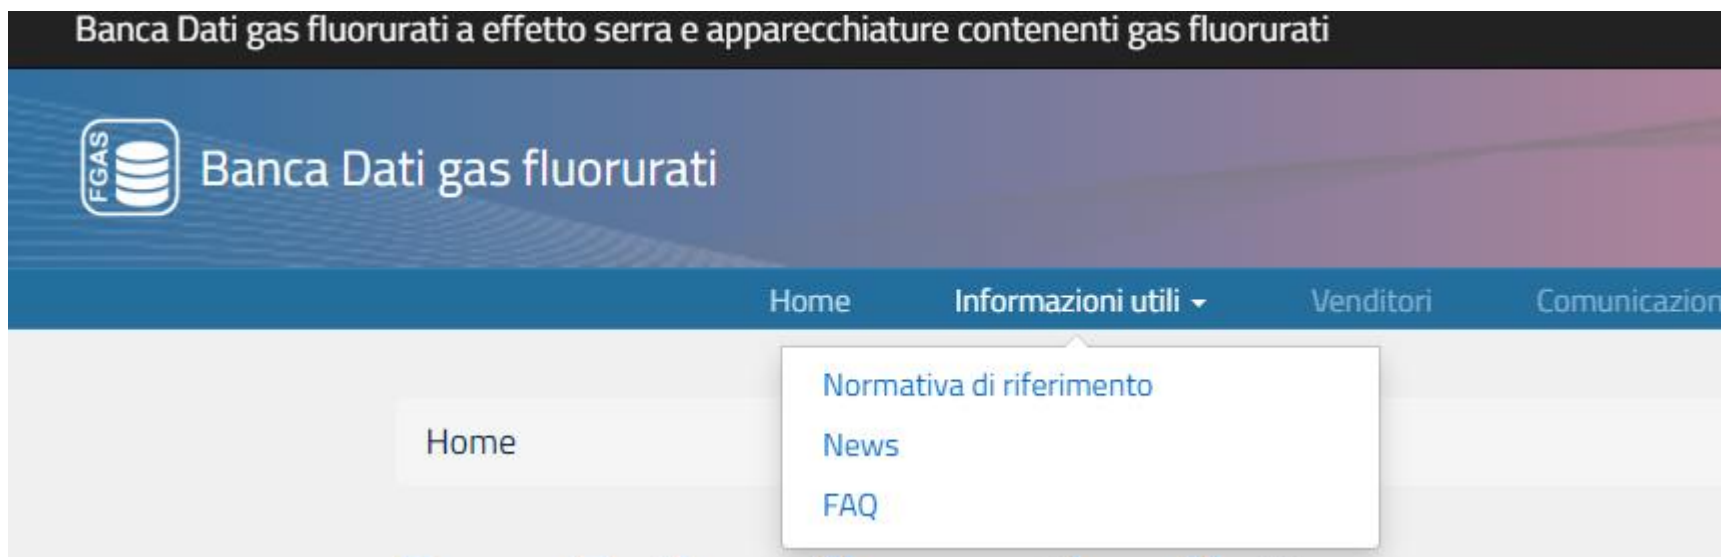 Banca Dati gas fluorurati a effetto serra e apparecchiature contenenti gas fluorurati
FGAS
Banca Dati gas fluorurati
Home Informazioni utili Venditori Comunicazion
Normativa di riferimento
Home
News
FAQ